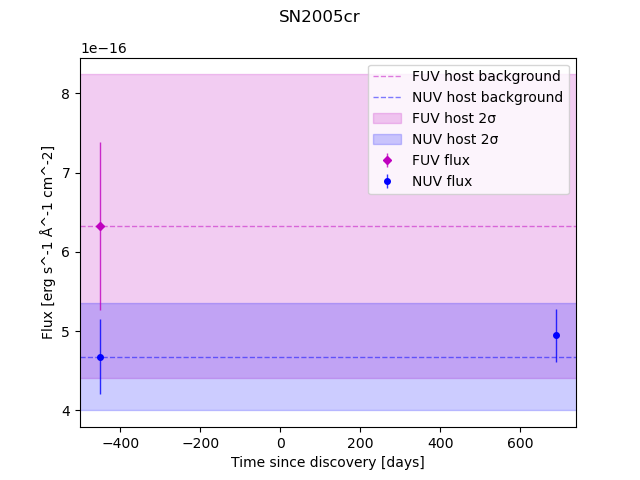 SN2005cr
1e−16
8
7
6
5
4
Flux [erg s^-1 Å^-1 cm^-2]
−400
−200
0
200
400
600
Time since discovery [days]
FUV host background
NUV host background
FUV host 2σ
NUV host 2σ
FUV flux
NUV flux